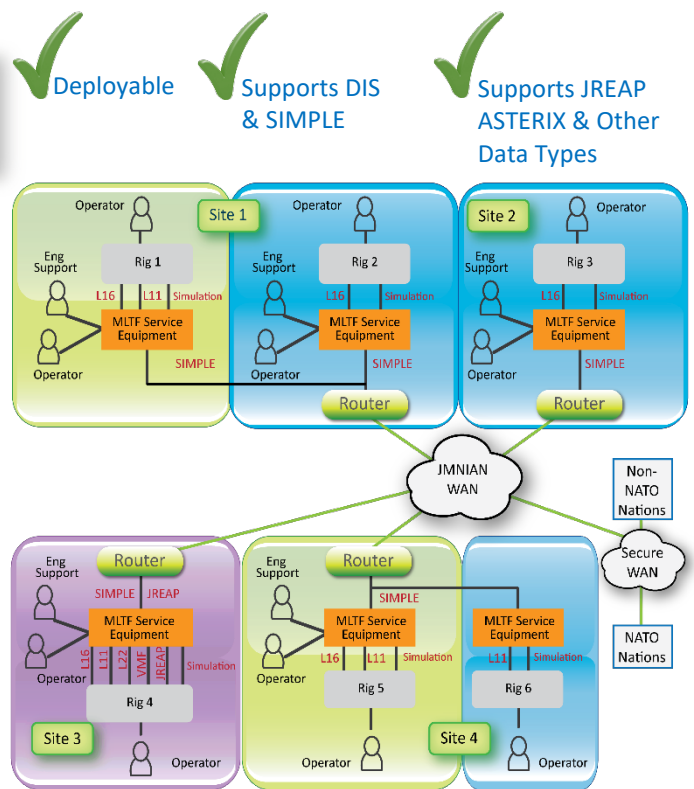 Deployable
Supports DIS
& SIMPLE
Supports JREAP
ASTERIX & Other
Data Types
Operator
Site 1
Operator
Site 2
Operator
Eng
Support
Rig 1
Eng
Support
Rig 2
Eng
Support
Rig 3
L16
L11
Simulation
L16
Simulation
L16
Simulation
MLTF Service
Equipment
MLTF Service
Equipment
MLTF Service
Equipment
Operator
SIMPLE
Operator
SIMPLE
Operator
SIMPLE
Router
Router
JMNIAN
WAN
Non-
NATO
Nations
Secure
WAN
NATO
Nations
Router
Router
Eng
Support
SIMPLE
JREAP
Eng
Support
SIMPLE
MLTF Service
Equipment
MLTF Service
Equipment
MLTF Service
Equipment
Operator
L16
L11
L22
VMF
JREAP
Simulation
Operator
L16
L11
Simulation
L11
Simulation
Rig 4
Rig 5
Rig 6
Site 3
Site 4
Operator
Operator